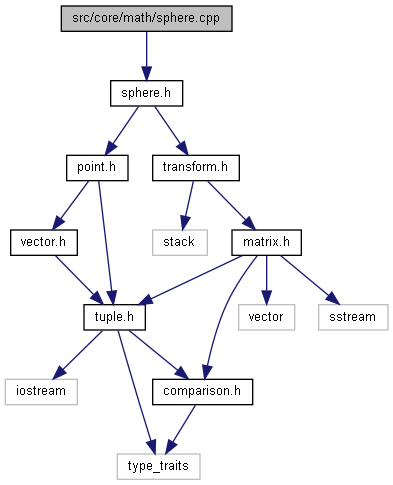 src/core/math/sphere.cpp
sphere.h
point.h
transform.h
vector.h
stack
matrix.h
tuple.h
vector
sstream
iostream
comparison.h
type_traits